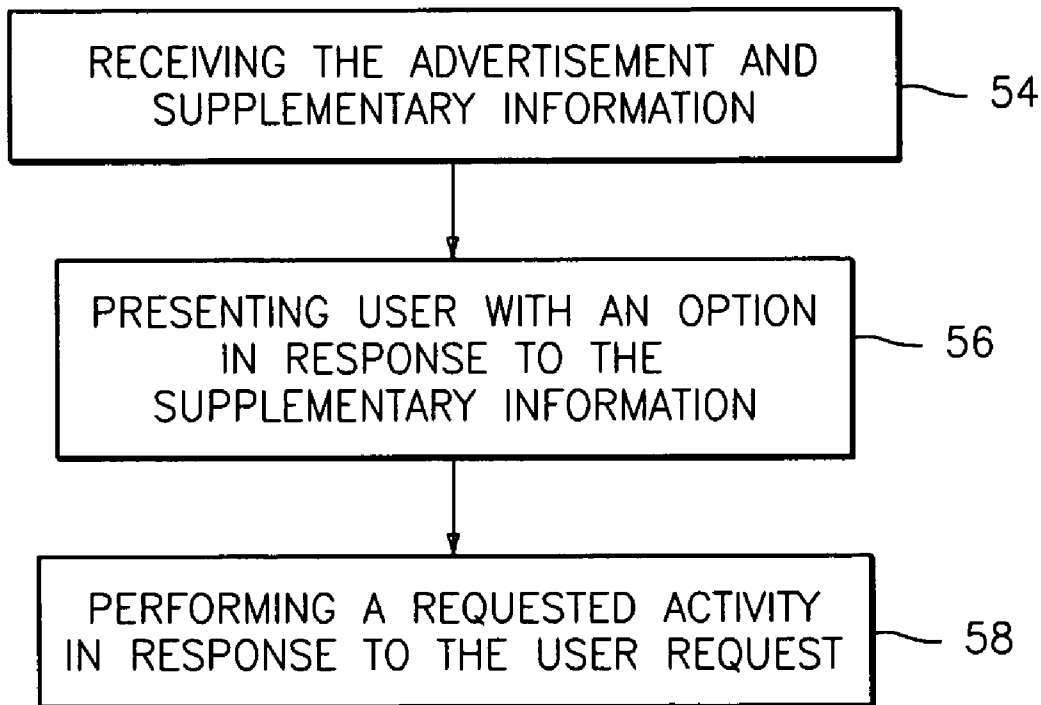 RECEIVING THE ADVERTISEMENT AND
SUPPLEMENTARY INFORMATION
54
PRESENTING USER WITH AN OPTION
IN RESPONSE TO THE
SUPPLEMENTARY INFORMATION
56
PERFORMING A REQUESTED ACTIVITY
IN RESPONSE TO THE USER REQUEST
58